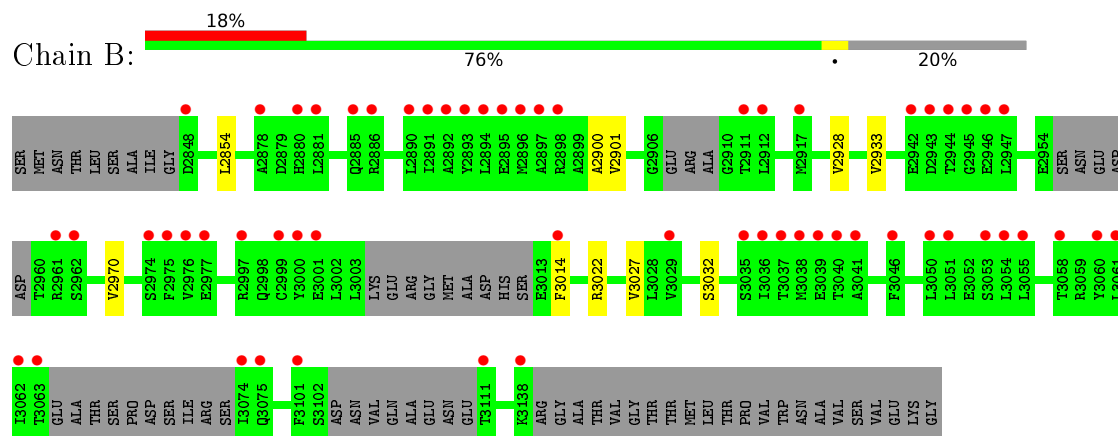 18%
Chain B:
76% • 20%
SER MET ASN THR LEU SER ALA ILE GLY D2848 L2854 A2878 D2879 H2880 L2881 Q2885 R2886 L2890 I2891 A2892 Y2893 L2894 E2895 M2896 A2897 R2898 A2899 A2900 V2901 G2906 GLU ARG ALA G2910 T2911 L2912 M2917 V2928 V2933 E2942 D2943 T2944 G2945 E2946 L2947 E2954 SER ASN GLU ASP
ASP T2960 R2961 S2962 V2970 S2974 F2975 V2976 E2977 R2997 Q2998 C2999 Y3000 E3001 L3002 L3003 LYS GLU ARG GLY MET ALA ASP HIS SER E3013 F3014 R3022 V3027 L3028 V3029 S3032 S3035 I3036 T3037 M3038 E3039 T3040 A3041 F3046 L3050 L3051 E3052 S3053 L3054 L3055 T3058 R3059 Y3060 L3061
I3062 T3063 GLU ALA THR SER PRO ASP SER ILE ARG SER I3074 Q3075 F3101 S3102 ASP ASN VAL GLN ALA GLU ASN GLU T3111 K3138 ARG GLY ALA THR VAL GLY THR THR MET LEU THR PRO VAL TRP ASN ALA VAL SER VAL GLU LYS GLY